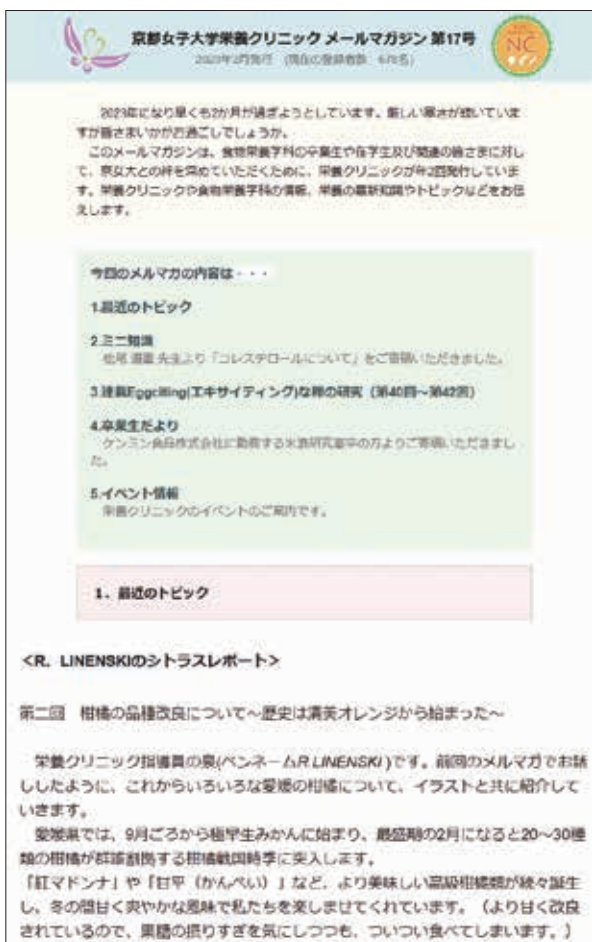 京都女子大学栄養クリニック メールマガジン 第17号
2023年2月発行 (現在の登録者数 名)
NC
2023年になり早くも2か月が過ぎようとしています。厳しい寒さが続いていま
すが皆さまいかがお過ごしでしょうか。
このメールマガジンは、食物栄養学科の卒業生や在学生及び関連の皆さまに対し
て、京女大との絆を深めていただくために、栄養クリニックが年2回発行していま
す。栄養クリニックや食物栄養学科の情報、栄養の最新知識やトピックなどをお伝
えします。
今回のメルマガの内容は・・・
1.最近のトピック
2.ミニ知識
先生より「コレステロールについて」をご寄稿いただきました。
3.連載Eggciting(エキサイティング)な卵の研究（第40回～第42回）
4.卒業生だより
ケンミン食品株式会社に勤務する米浪研究室卒の方よりご寄稿いただきまし
た。
5.イベント情報
栄養クリニックのイベントのご案内です。
1、最近のトピック
<R. LINENSKIのシトラスレポート>
第二回 柑橘の品種改良について～歴史は清美オレンジから始まった～
栄養クリニック指導員の泉(ペンネームR.LINENSKI)です。前回のメルマガでお話
ししたように、これからいろいろな愛媛の柑橘について、イラストと共に紹介して
いきます。
愛媛県では、9月ごろから極早生みかんに始まり、最盛期の2月になると20～30種
類の柑橘が群雄割拠する柑橘戦国時季に突入します。
「紅マドンナ」や「甘平（かんぺい）」など、より美味しい高級柑橘類が続々誕生
し、冬の間甘く爽やかな風味で私たちを楽しませてくれています。（より甘く改良
されているので、果糖の摂りすぎを気にしつつも、ついつい食べてしまいます。）